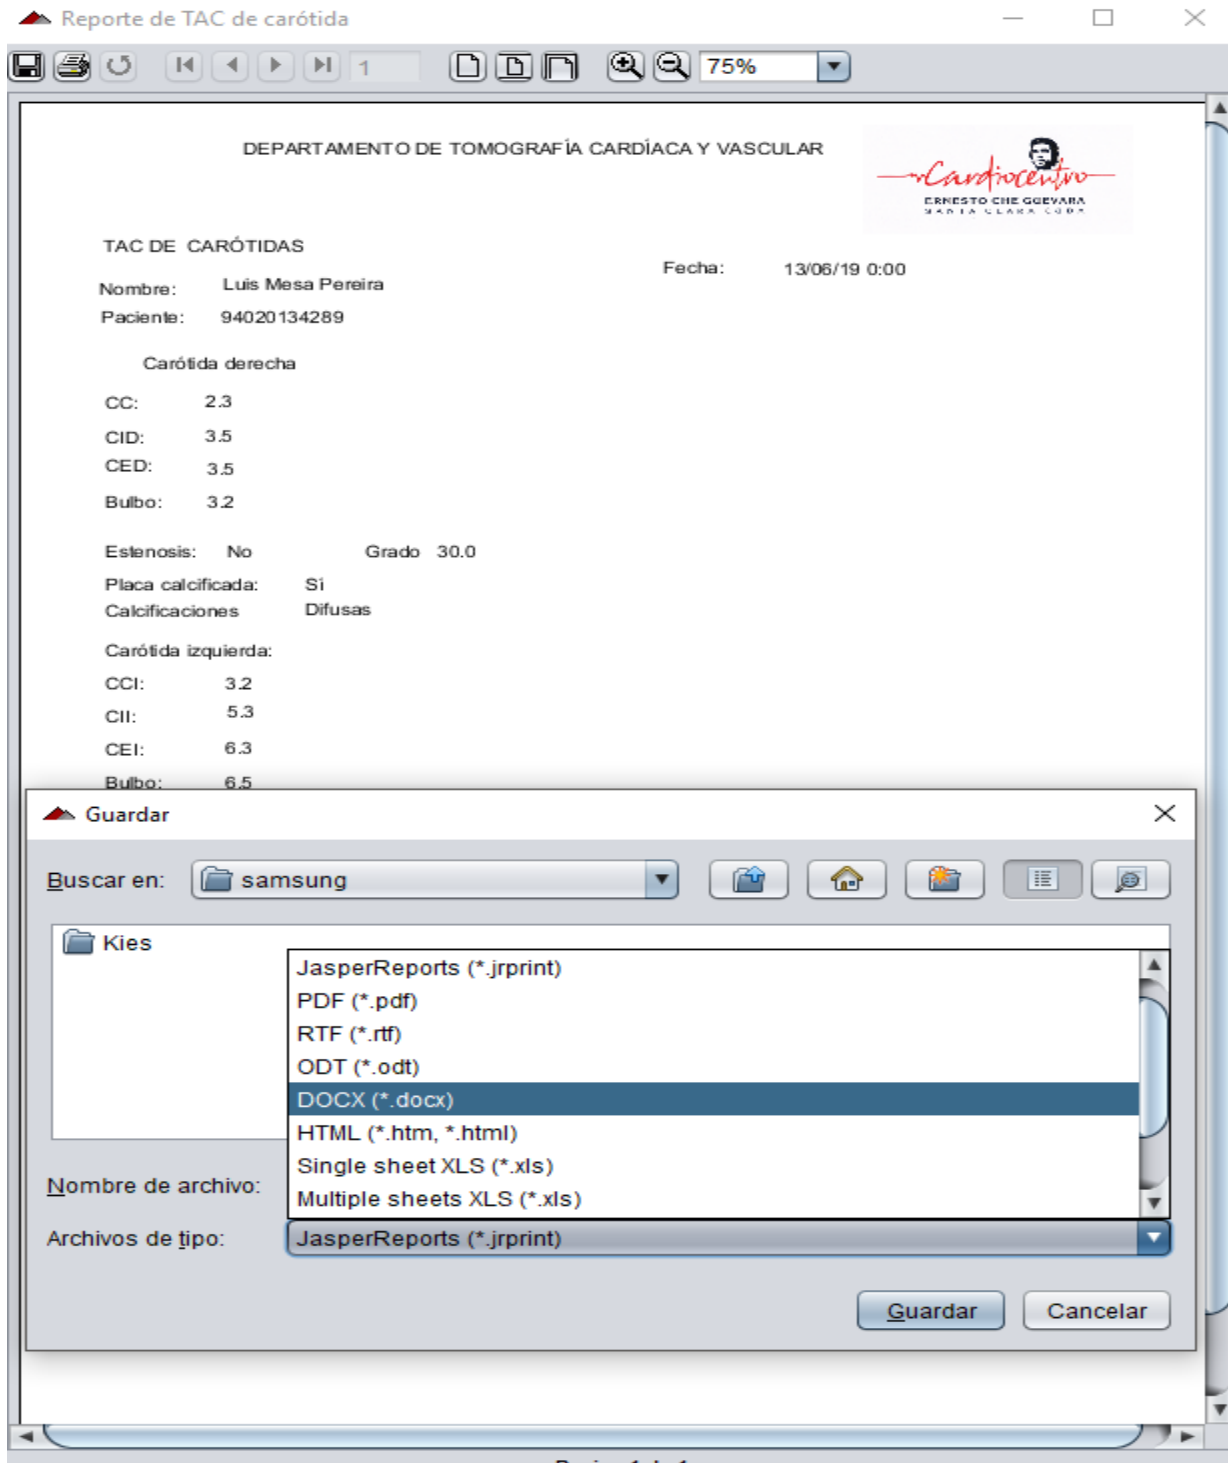 Reporte de TAC de carótida
1
75%
DEPARTAMENTO DE TOMOGRAFÍA CARDÍACA Y VASCULAR
Cardiocentro
ERNESTO CHE GUEVARA
SANTA CLARA CUBA
TAC DE CARÓTIDAS
Fecha: 13/06/19 0:00
Nombre: Luis Mesa Pereira
Paciente: 94020134289
Carótida derecha
CC: 2.3
CID: 3.5
CED: 3.5
Bulbo: 3.2
Estenosis: No Grado 30.0
Placa calcificada: Sí
Calcificaciones Difusas
Carótida izquierda:
CCI: 3.2
CII: 5.3
CEI: 6.3
Bulbo: 6.5
Guardar
Buscar en: samsung
Kies
JasperReports (*.jrprint)
PDF (*.pdf)
RTF (*.rtf)
ODT (*.odt)
DOCX (*.docx)
HTML (*.htm, *.html)
Single sheet XLS (*.xls)
Multiple sheets XLS (*.xls)
Nombre de archivo:
Archivos de tipo: JasperReports (*.jrprint)
Guardar Cancelar